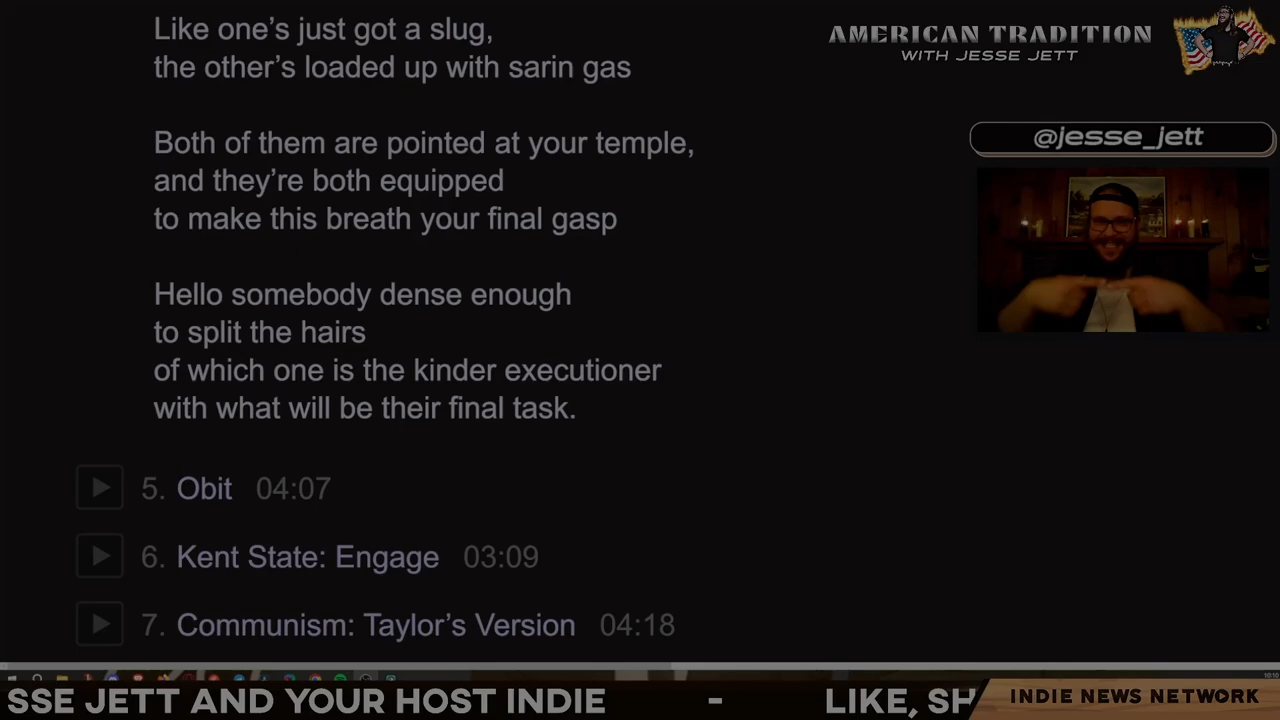 Like one’s just got a slug,
the other’s loaded up with sarin gas
Both of them are pointed at your temple,
and they’re both equipped
to make this breath your final gasp
Hello somebody dense enough
to split the hairs
of which one is the kinder executioner
with what will be their final task.
5. Obit 04:07
6. Kent State: Engage 03:09
7. Communism: Taylor’s Version 04:18
AMERICAN TRADITION
WITH JESSE JETT
@jesse_jett
SSE JETT AND YOUR HOST INDIE - LIKE, SH
INDIE NEWS NETWORK